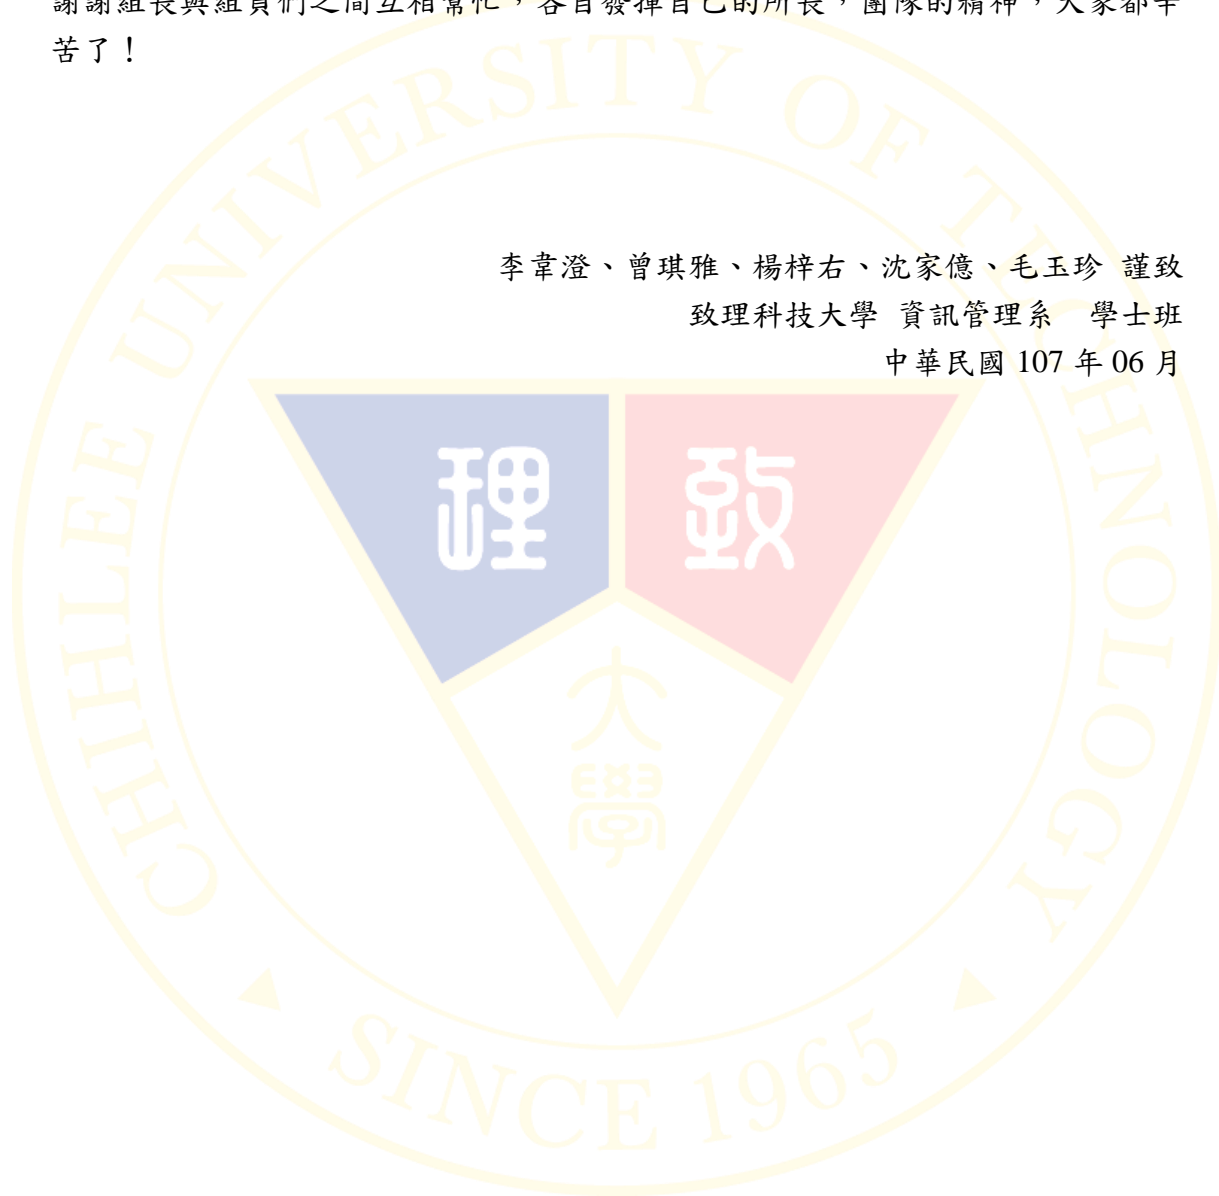 謝謝組長與組員們之間互相幫忙，各自發揮自己的所長，團隊的精神，大家都辛
苦了！
李韋澄、曾琪雅、楊梓右、沈家億、毛玉珍 謹致
致理科技大學 資訊管理系　學士班
中華民國 107 年 06 月
CHIHLEE UNIVERSITY OF TECHNOLOGY
理 致
大
學
SINCE 1965